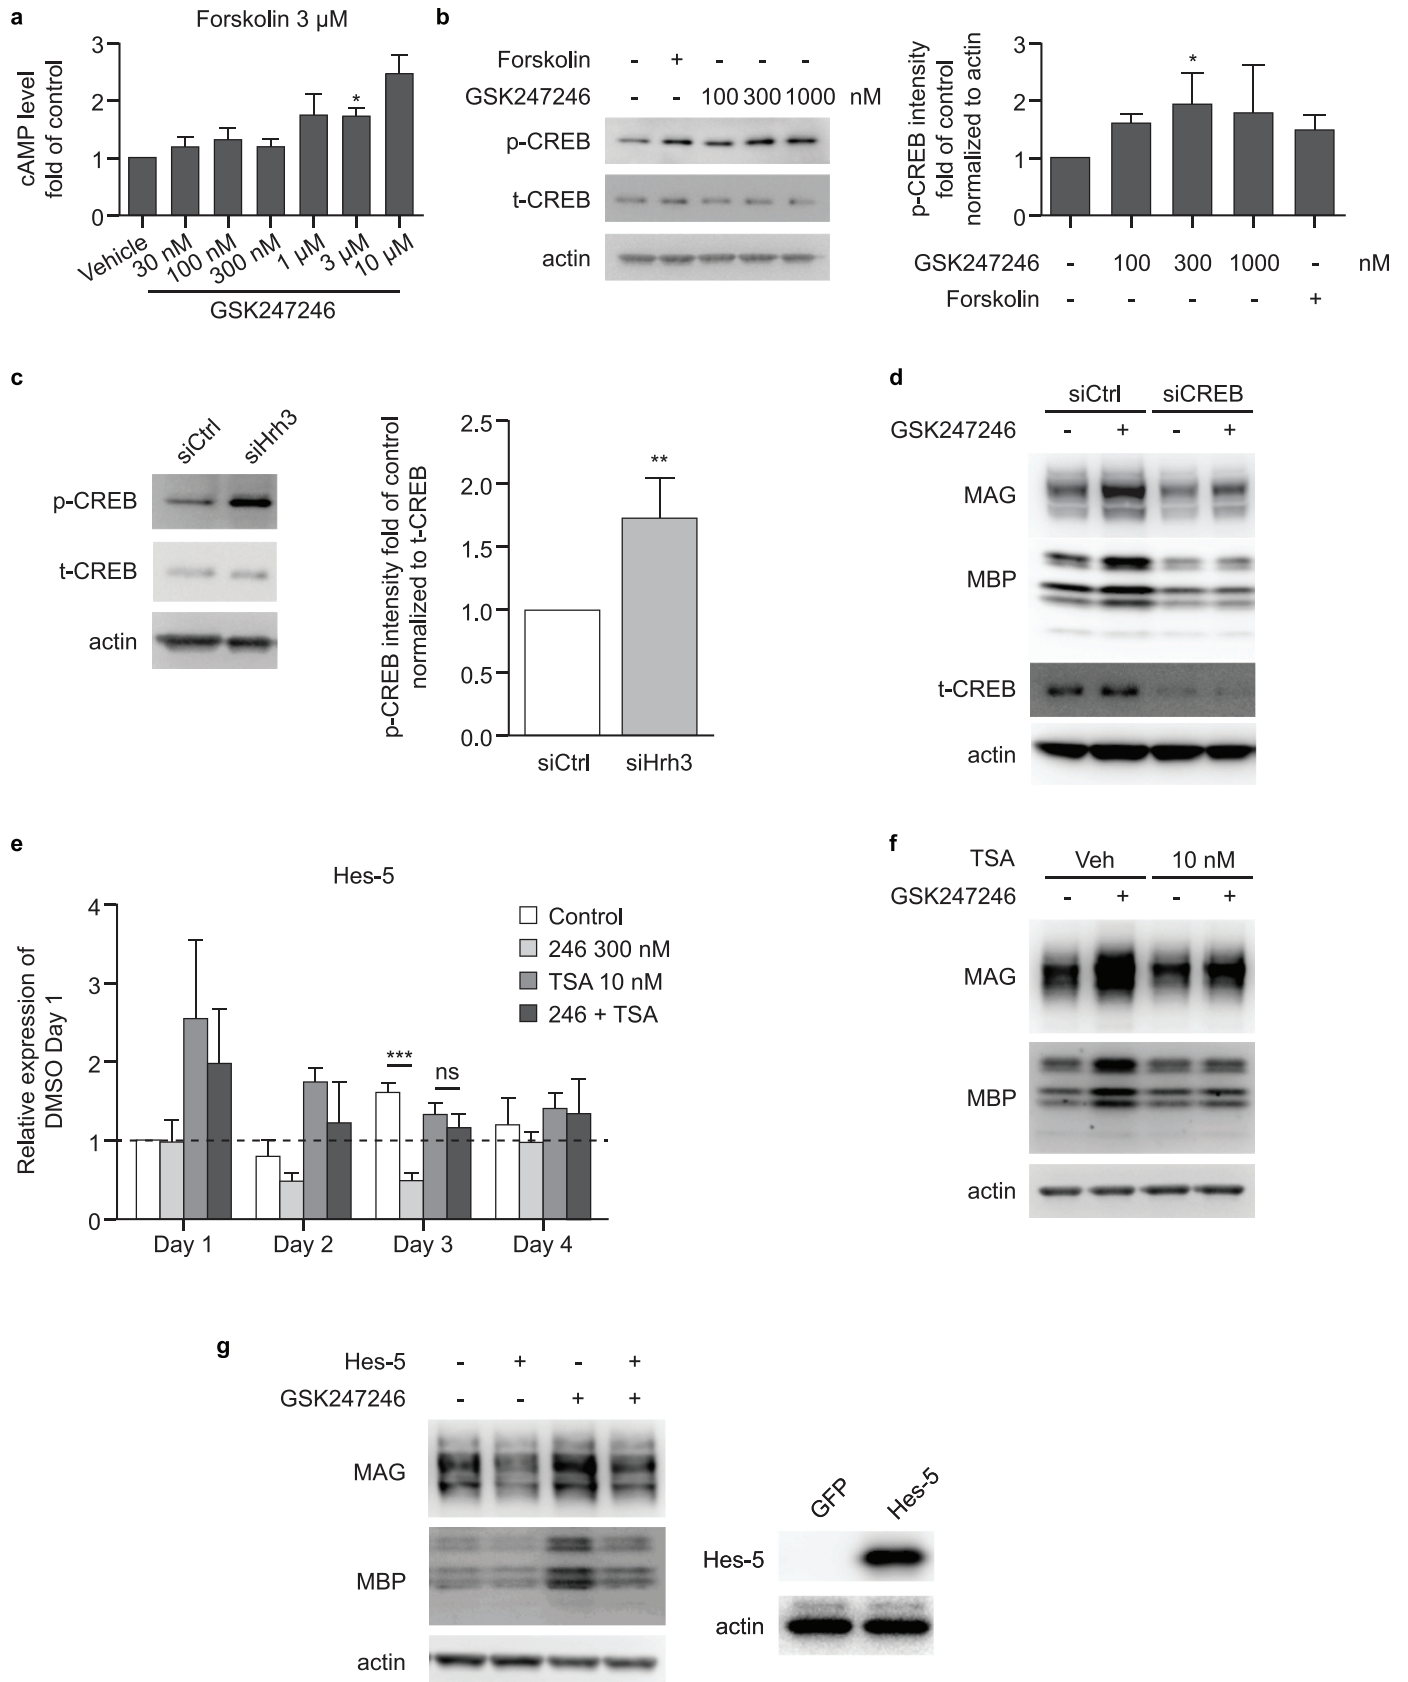 a
Forskolin 3 µM
cAMP level
fold of control
3
2
1
0
*
Vehicle
30 nM
100 nM
300 nM
1 µM
3 µM
10 µM
GSK247246
b
Forskolin - + - - -
GSK247246 - - 100 300 1000 nM
p-CREB
t-CREB
actin
p-CREB intensity
fold of control
normalized to actin
3
2
1
0
*
GSK247246 - 100 300 1000 - nM
Forskolin - - - - +
c
siCtrl
siHrh3
p-CREB
t-CREB
actin
p-CREB intensity fold of control
normalized to t-CREB
2.5
2.0
1.5
1.0
0.5
0.0
**
siCtrl
siHrh3
d
siCtrl siCREB
GSK247246 - + - +
MAG
MBP
t-CREB
actin
e
Hes-5
Relative expression of
DMSO Day 1
4
3
2
1
0
Control
246 300 nM
TSA 10 nM
246 + TSA
***
ns
Day 1
Day 2
Day 3
Day 4
f
TSA Veh 10 nM
GSK247246 - + - +
MAG
MBP
actin
g
Hes-5 - + - +
GSK247246 - - + +
MAG
MBP
actin
GFP
Hes-5
Hes-5
actin